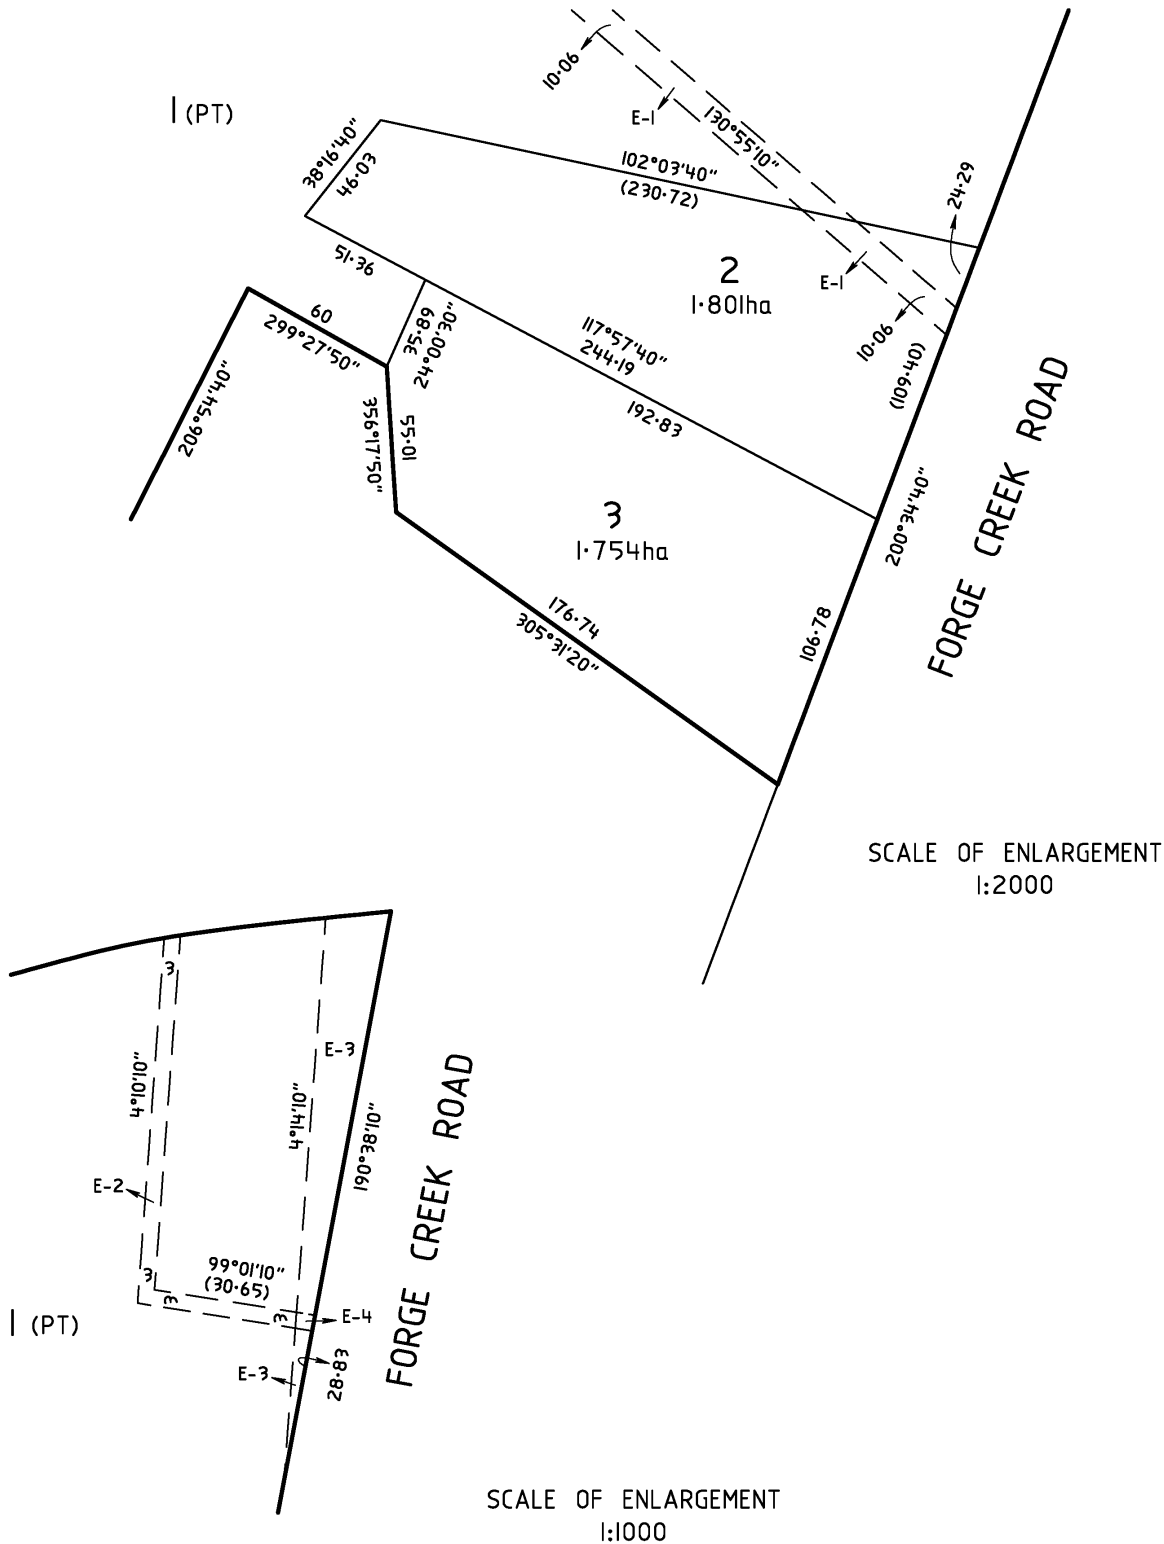 10·06
1 (PT)
E-1
130°55'10"
38°16'40"
46·03
102°03'40"
(230·72)
24·29
51·36
2
1·801ha
E-1
60
299°27'50"
35·89
24°00'30"
117°57'40"
244·19
10·06
(109·40)
206°54'40"
356°17'50"
55·01
192·83
3
1·754ha
200°34'40"
FORGE CREEK ROAD
176·74
305°31'20"
106·78
SCALE OF ENLARGEMENT
1:2000
3
E-3
4°10'10"
4°14'10"
190°38'10"
FORGE CREEK ROAD
E-2
3
99°01'10"
(30·65)
3
3
E-4
1 (PT)
E-3
28·83
SCALE OF ENLARGEMENT
1:1000